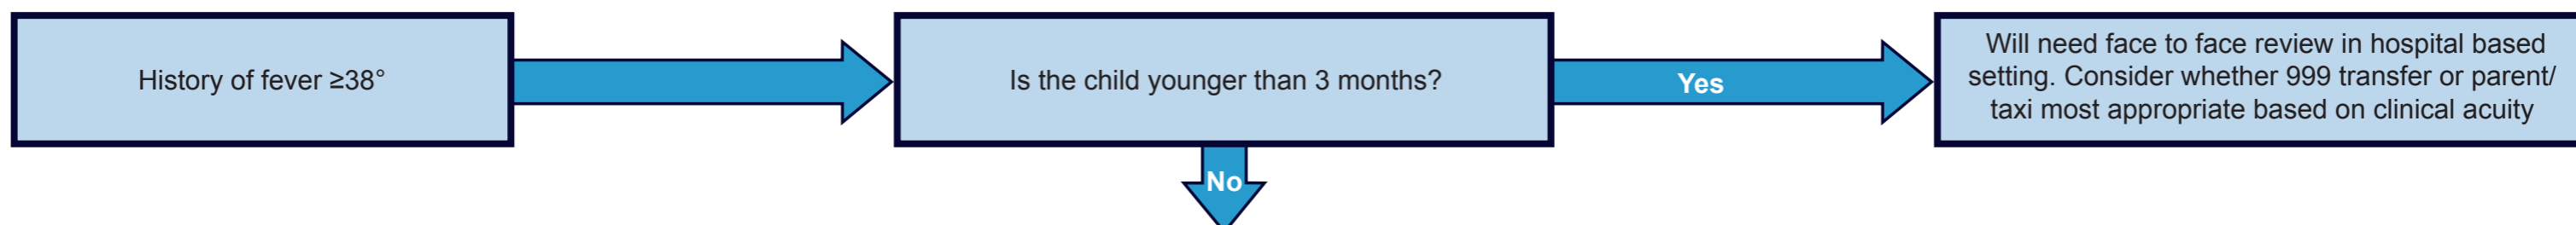 History of fever ≥38°
Is the child younger than 3 months?
Yes
Will need face to face review in hospital based
setting. Consider whether 999 transfer or parent/
taxi most appropriate based on clinical acuity
No